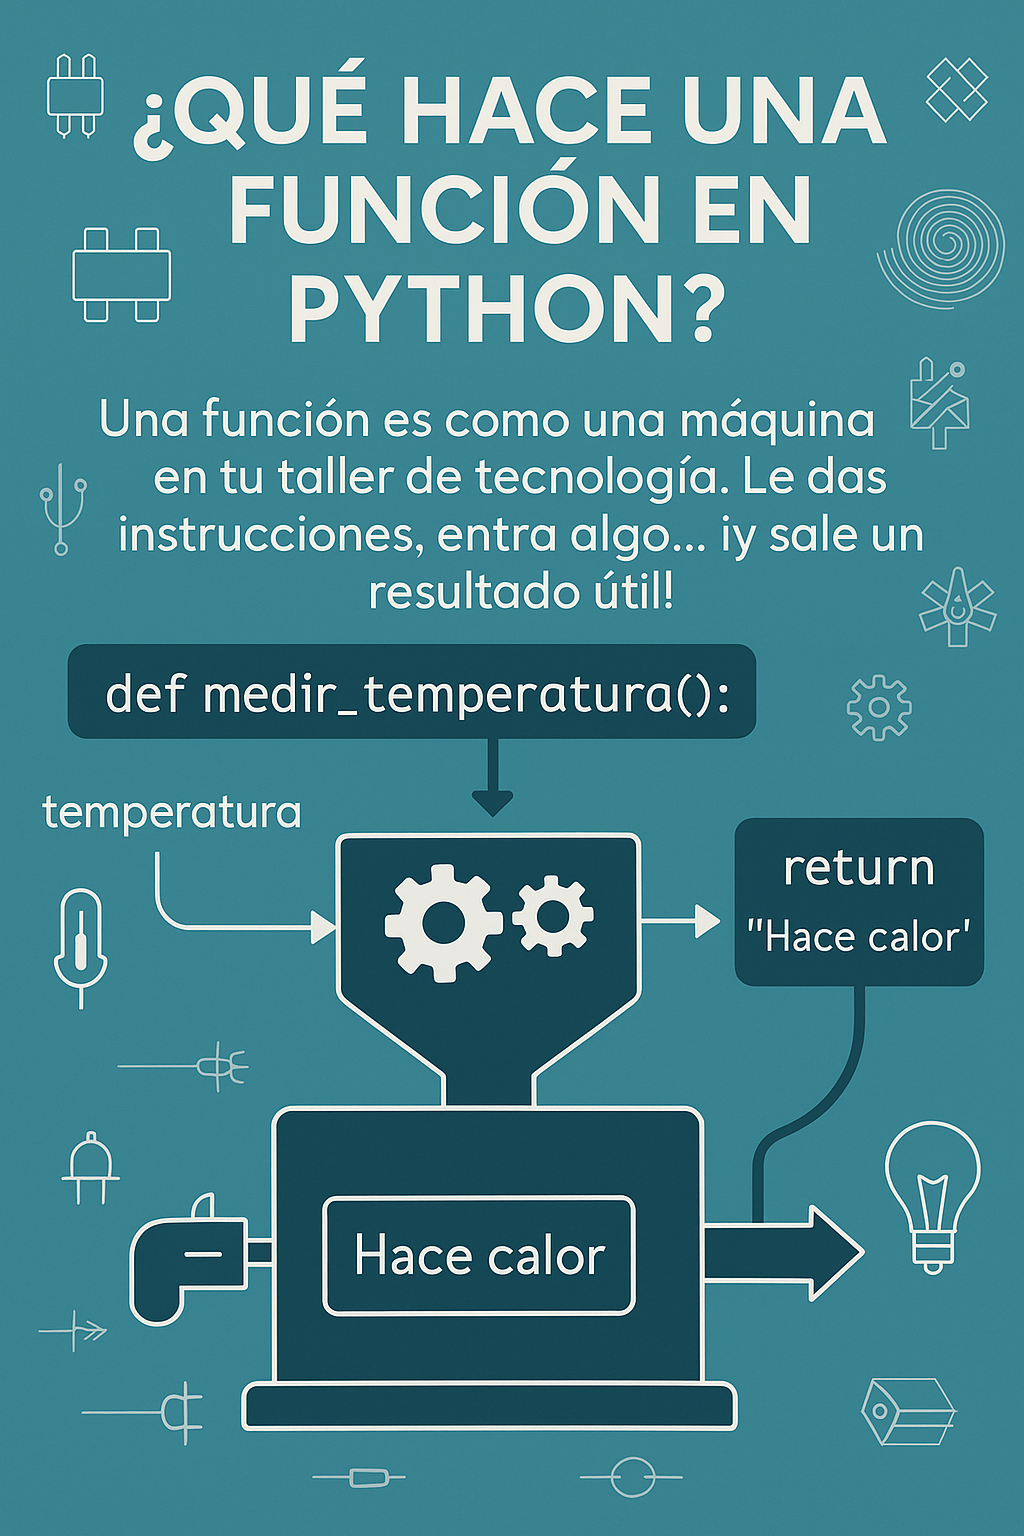 ¿QUÉ HACE UNA
FUNCIÓN EN
PYTHON?
Una función es como una máquina
en tu taller de tecnología. Le das
instrucciones, entra algo... ¡y sale un
resultado útil!
def medir_temperatura():
temperatura
return
"Hace calor'
Hace calor